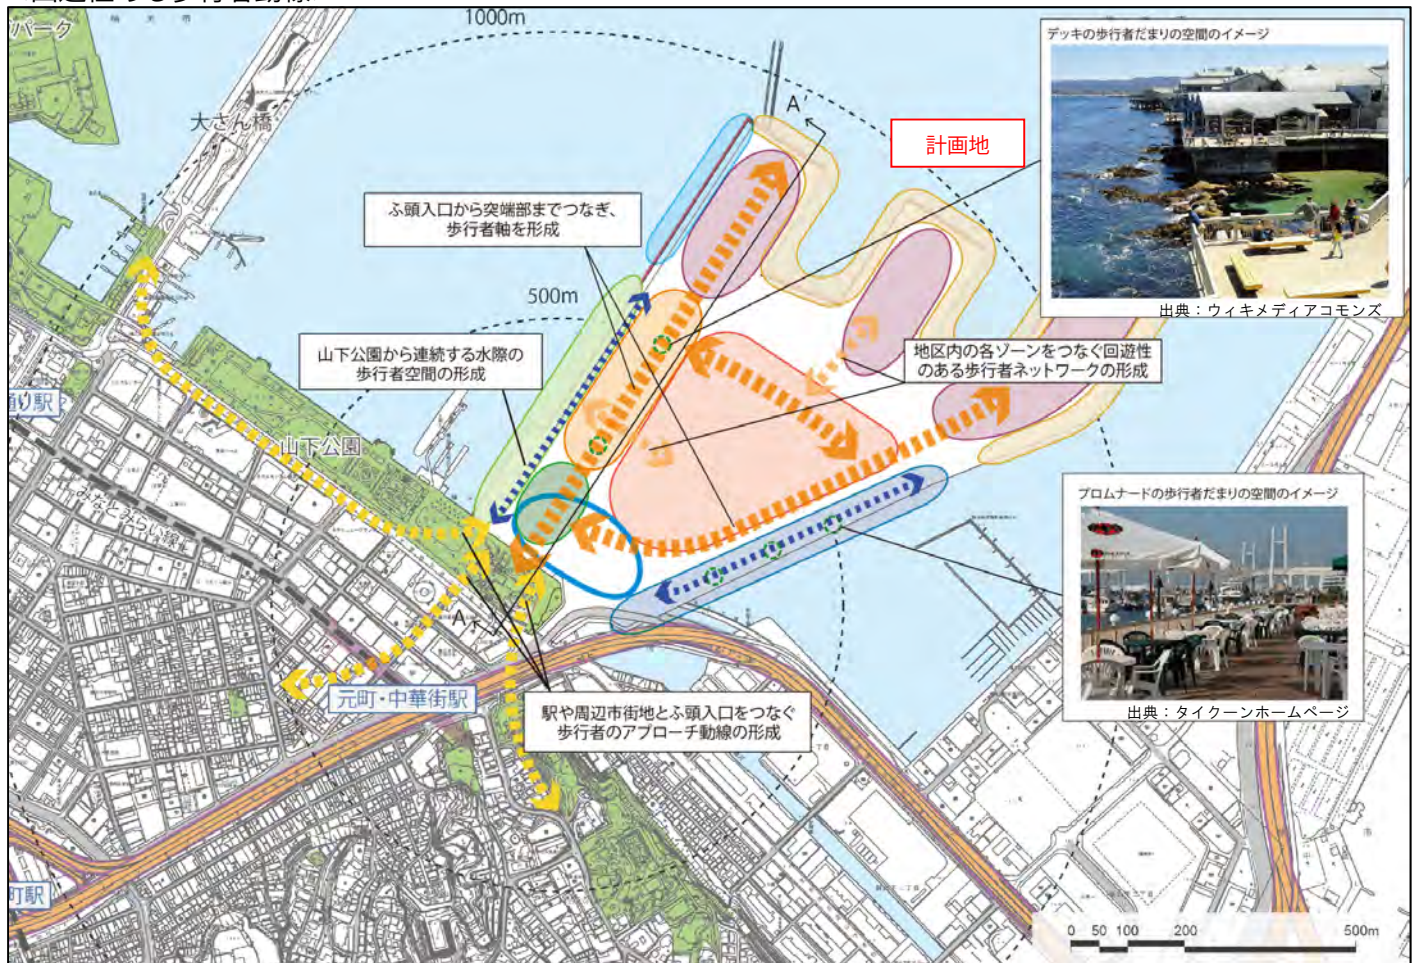 1000m
パーク
大さん橋
A'
計画地
デッキの歩行者だまりの空間のイメージ
出典：ウィキメディアコモンズ
ふ頭入口から突端部までつなぎ、
歩行者軸を形成
500m
山下公園から連続する水際の
歩行者空間の形成
地区内の各ゾーンをつなぐ回遊性
のある歩行者ネットワークの形成
通り駅
山下公園
みなとみらい線
プロムナードの歩行者だまりの空間のイメージ
出典：タイクーンホームページ
A
元町・中華街駅
駅や周辺市街地とふ頭入口をつなぐ
歩行者のアプローチ動線の形成
町駅
0 50 100 200 500m